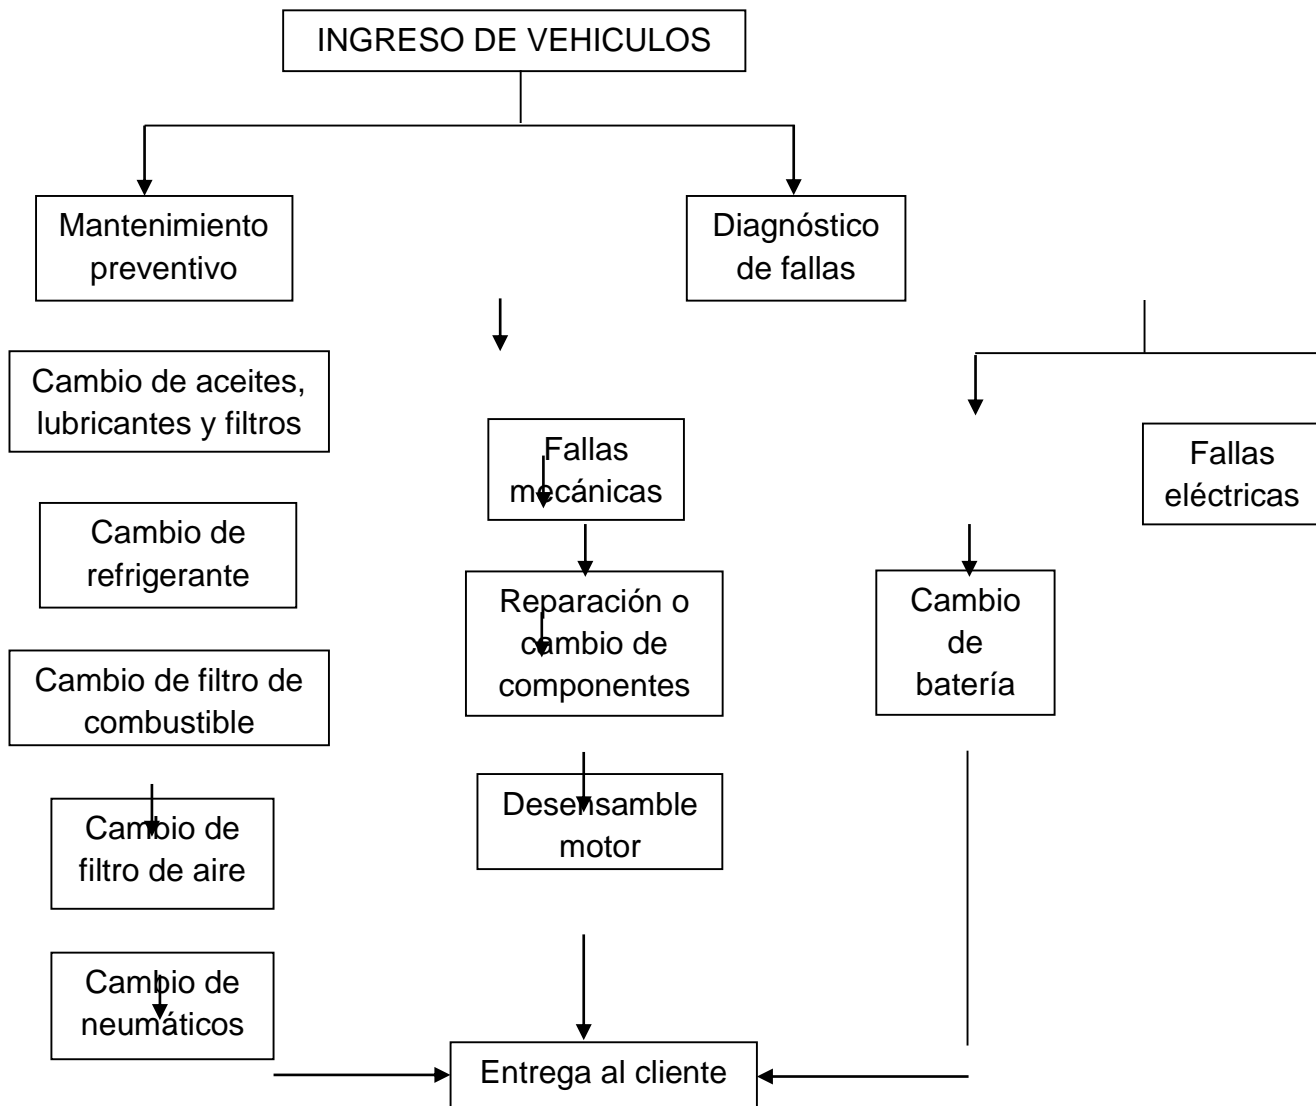 INGRESO DE VEHICULOS
Mantenimiento
preventivo
Diagnóstico
de fallas
Cambio de aceites,
lubricantes y filtros
Fallas
mecánicas
Fallas
eléctricas
Cambio de
refrigerante
Reparación o
cambio de
componentes
Cambio
de
batería
Cambio de filtro de
combustible
Desensamble
motor
Cambio de
filtro de aire
Cambio de
neumáticos
Entrega al cliente